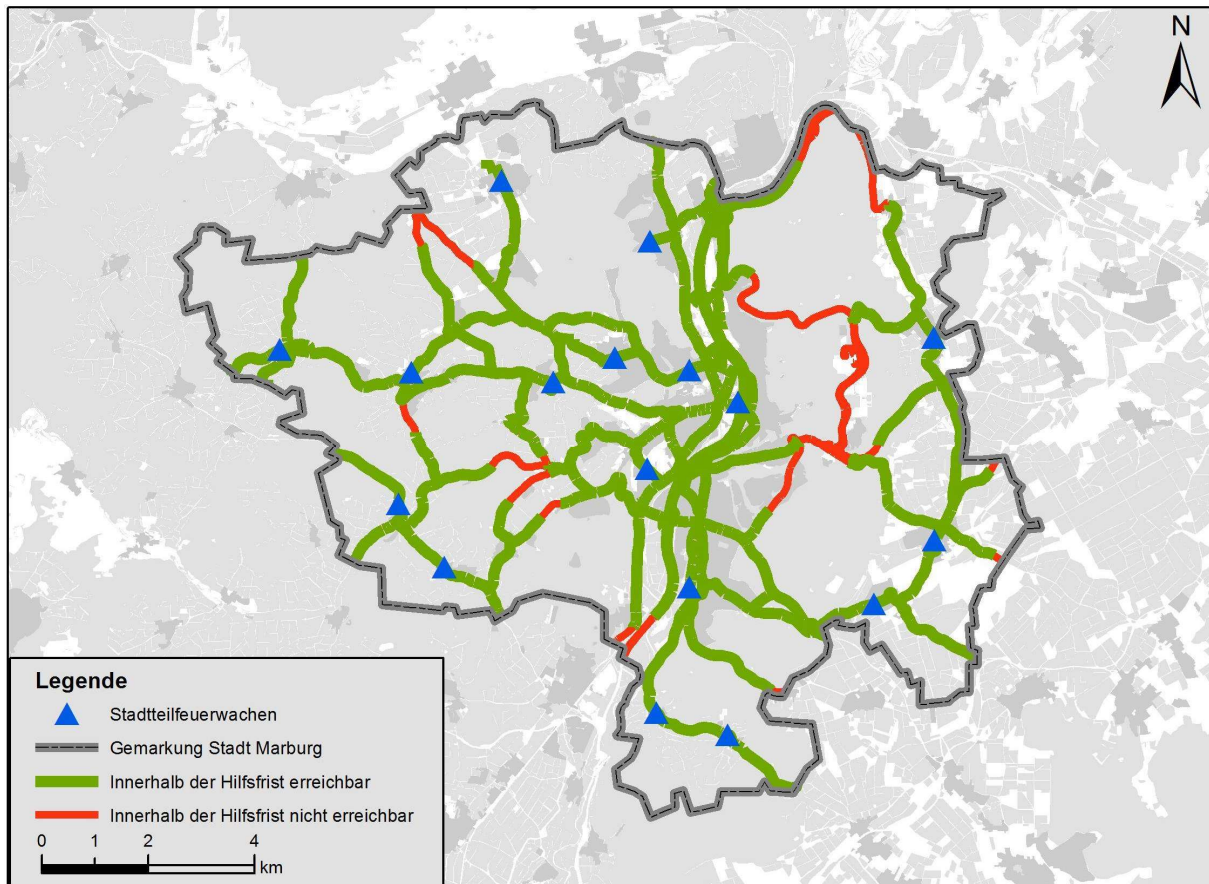 N
Legende
Stadtteilfeuerwachen
Gemarkung Stadt Marburg
Innerhalb der Hilfsfrist erreichbar
Innerhalb der Hilfsfrist nicht erreichbar
0 1 2 4
km